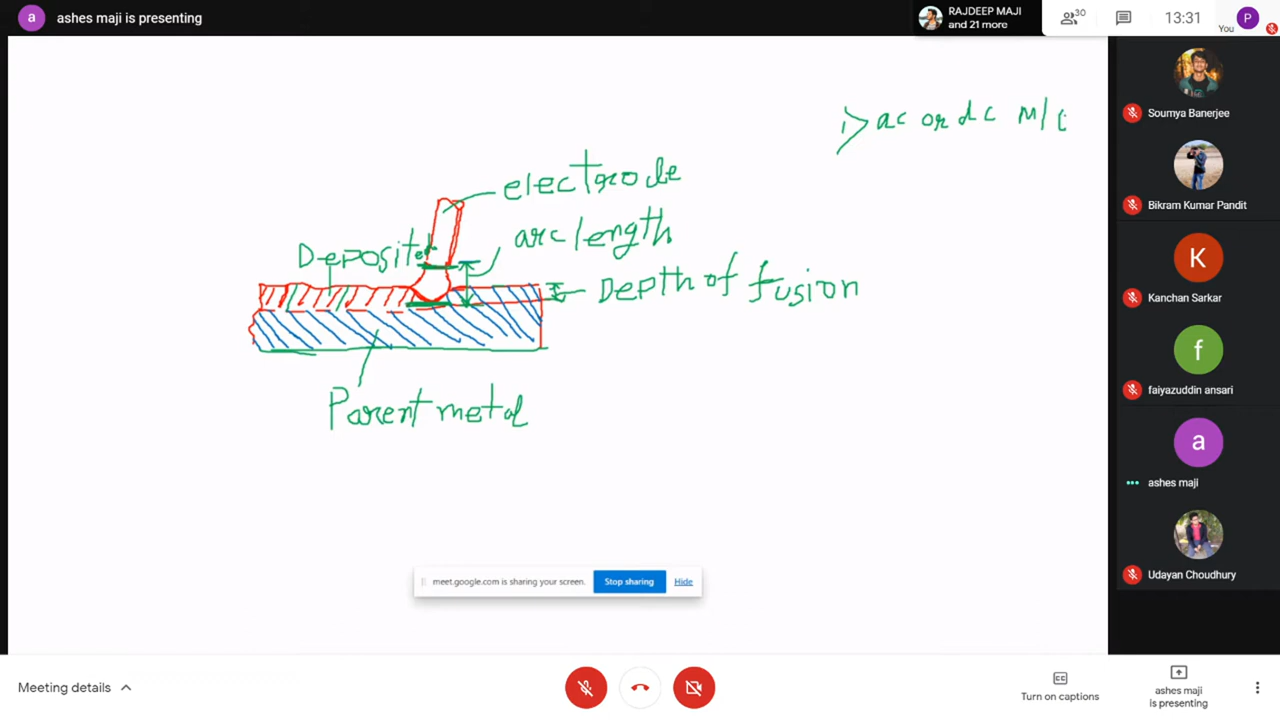 a
ashes maji is presenting
RAJDEEP MAJI
and 21 more
30
13:31
You
P
1> ac or dc M/C
electrode
arc length
Deposited
Depth of fusion
Parent metal
Soumya Banerjee
Bikram Kumar Pandit
K
Kanchan Sarkar
f
faiyazuddin ansari
a
ashes maji
Udayan Choudhury
meet.google.com is sharing your screen.
Stop sharing
Hide
Meeting details
CC
Turn on captions
ashes maji
is presenting